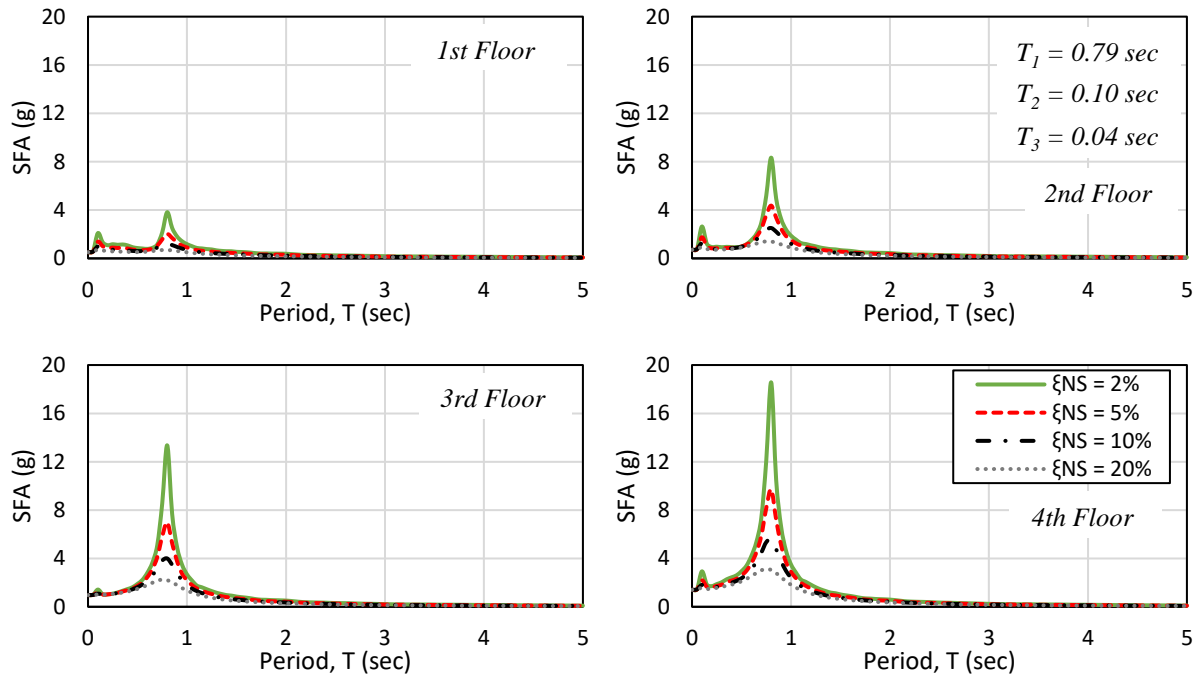 20
16
12
8
4
0
SFA (g)
1st Floor
0 1 2 3 4 5
Period, T (sec)
20
16
12
8
4
0
SFA (g)
T1 = 0.79 sec
T2 = 0.10 sec
T3 = 0.04 sec
2nd Floor
0 1 2 3 4 5
Period, T (sec)
20
16
12
8
4
0
SFA (g)
3rd Floor
0 1 2 3 4 5
Period, T (sec)
20
16
12
8
4
0
SFA (g)
ξNS = 2%
ξNS = 5%
ξNS = 10%
ξNS = 20%
4th Floor
0 1 2 3 4 5
Period, T (sec)